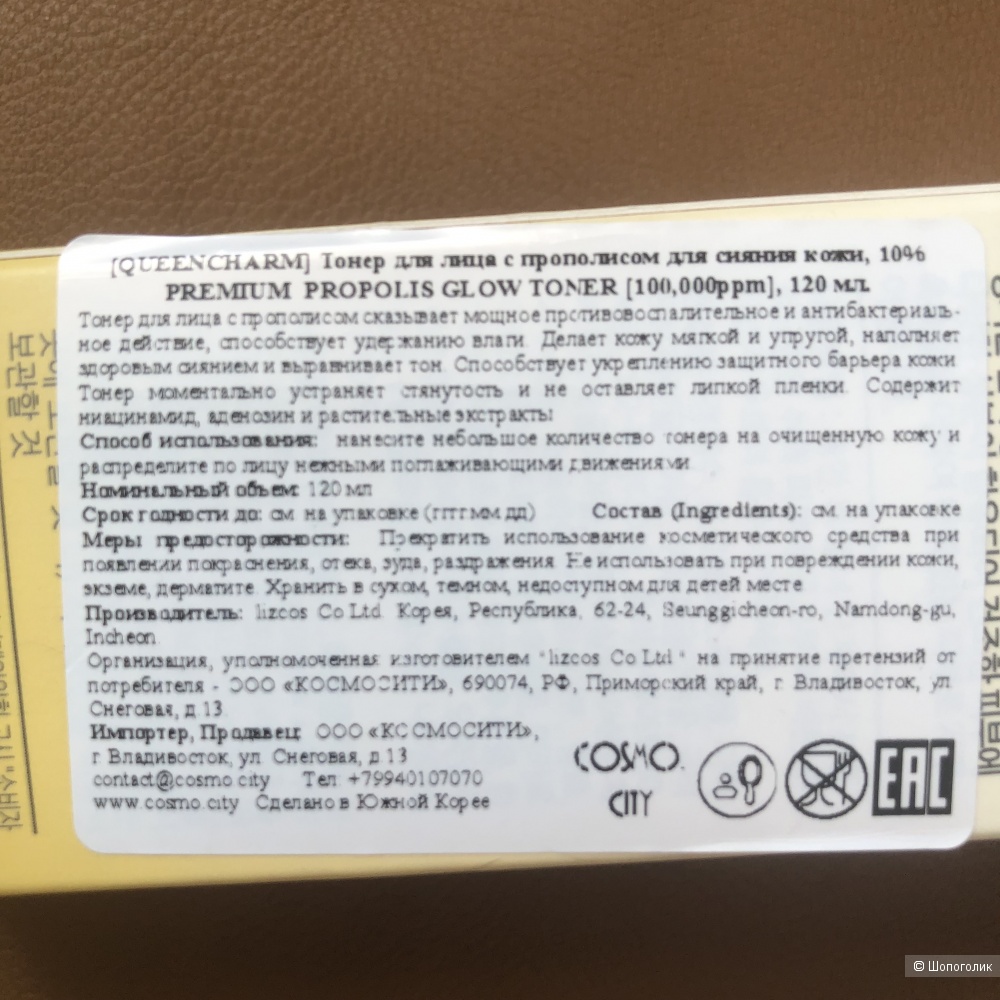 [QUEENCHARM] Тонер для лица с прополисом для сияния кожи, 10%
PREMIUM PROPOLIS GLOW TONER [100,000ppm], 120 мл.
Тонер для лица с прополисом оказывает мощное противовоспалительное и антибактериаль-
ное действие, способствует удержанию влаги. Делает кожу мягкой и упругой, наполняет
здоровым сиянием и выравнивает тон. Способствует укреплению защитного барьера кожи.
Тонер моментально устраняет стянутость и не оставляет липкой пленки. Содержит
ниацинамид, аденозин и растительные экстракты
Способ использования: нанесите небольшое количество тонера на очищенную кожу и
распределите по лицу нежными поглаживающими движениями
Номинальный объем: 120 мл
Срок годности до: см. на упаковке (гггг мм дд) Состав (Ingredients): см. на упаковке
Меры предосторожности: Прекратить использование косметического средства при
появлении покраснения, отека, зуда, раздражения. Не использовать при повреждении кожи,
экземе, дерматите. Хранить в сухом, темном, недоступном для детей месте
Производитель: lizcos Co Ltd. Корея, Республика, 62-24, Seunggicheon-ro, Namdong-gu,
Incheon.
Организация, уполномоченная изготовителем "lizcos Co Ltd" на принятие претензий от
потребителя - ООО «КОСМОСИТИ», 690074, РФ, Приморский край, г. Владивосток, ул.
Снеговая, д.13.
Импортер, Продавец: ООО «КОСМОСИТИ»,
г. Владивосток, ул. Снеговая, д.13
contact@cosmo.city Тел: +79940107070
www.cosmo.city Сделано в Южной Корее
COSMO.
CITY
EAC
보관할 것
© Шопоголик